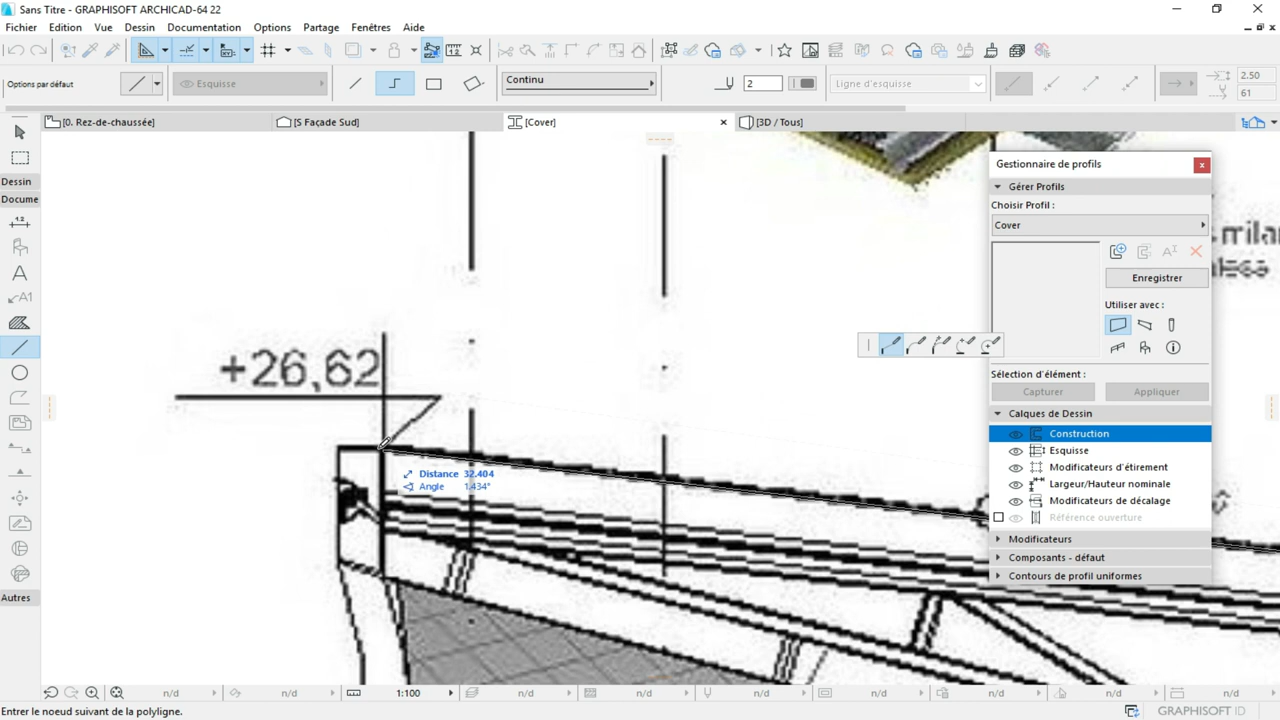 Sans Titre - GRAPHISOFT ARCHICAD-64 22
Fichier Edition Vue Dessin Documentation Options Partage Fenêtres Aide
Options par défaut
Esquisse
Continu
2
Ligne d'esquisse
2.50
61
[0. Rez-de-chaussée]
[S Façade Sud]
[Cover]
[3D / Tous]
Dessin
Docume
1.2
A
A1
Autres
+26,62
Distance 32.404
Angle 1.434°
Gestionnaire de profils
Gérer Profils
Choisir Profil :
Cover
Enregistrer
Utiliser avec :
Sélection d'élément :
Capturer
Appliquer
Calques de Dessin
Construction
Esquisse
Modificateurs d'étirement
Largeur/Hauteur nominale
Modificateurs de décalage
Référence ouverture
Modificateurs
Composants - défaut
Contours de profil uniformes
n/d n/d 1:100 n/d n/d n/d n/d n/d n/d n/d
Entrer le noeud suivant de la polyligne.
GRAPHISOFT ID